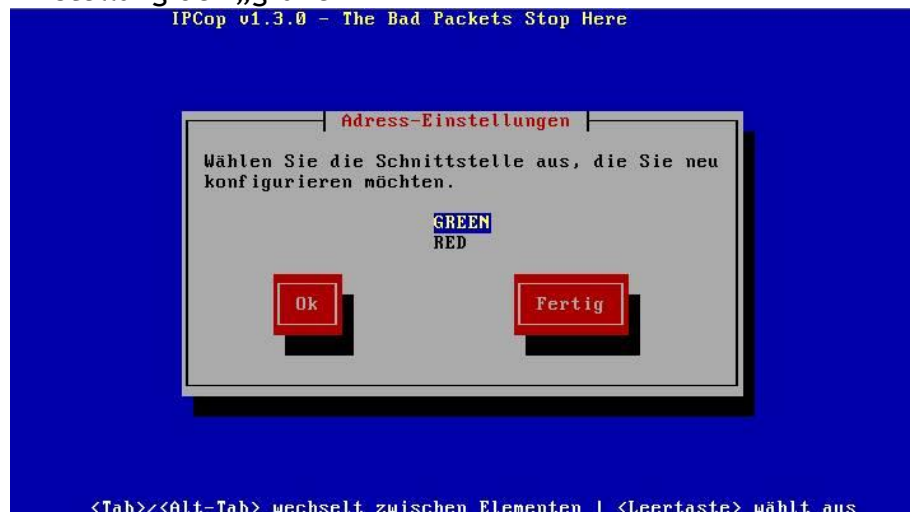 IPCop v1.3.0 - The Bad Packets Stop Here
Adress-Einstellungen
Wählen Sie die Schnittstelle aus, die Sie neu
konfigurieren möchten.
GREEN
RED
Ok
Fertig
<Tab>/<Alt-Tab> wechselt zwischen Elementen | <Leertaste> wählt aus